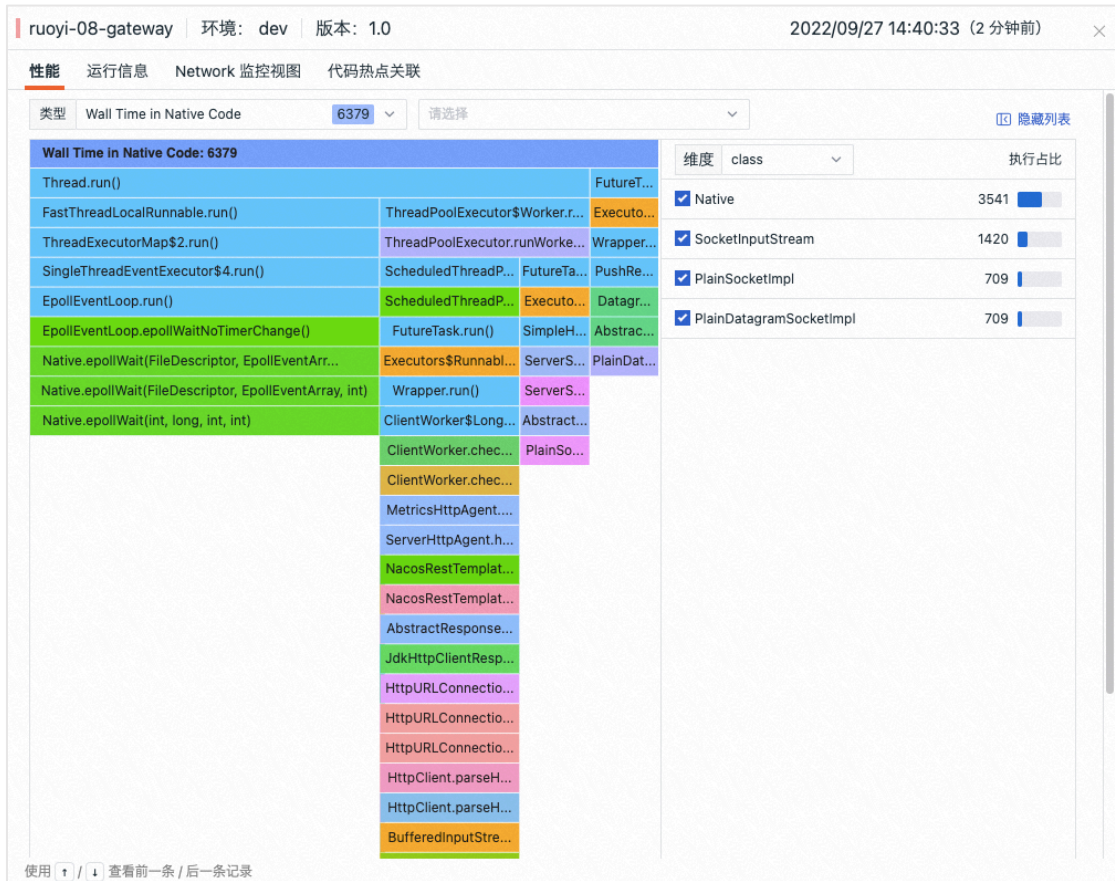 ruoyi-08-gateway 环境： dev 版本：1.0 2022/09/27 14:40:33（2 分钟前）
性能 运行信息 Network 监控视图 代码热点关联
类型 Wall Time in Native Code 6379 请选择 隐藏列表
Wall Time in Native Code: 6379 维度 class 执行占比
Thread.run() FutureT...
FastThreadLocalRunnable.run() ThreadPoolExecutor$Worker.r... Executo... Native 3541
ThreadExecutorMap$2.run() ThreadPoolExecutor.runWorke... Wrapper... SocketInputStream 1420
SingleThreadEventExecutor$4.run() ScheduledThreadP... FutureTa... PushRe... PlainSocketImpl 709
EpollEventLoop.run() ScheduledThreadP... Executo... Datagr...
EpollEventLoop.epollWaitNoTimerChange() FutureTask.run() SimpleH... Abstrac... PlainDatagramSocketImpl 709
Native.epollWait(FileDescriptor, EpollEventArr... Executors$Runnabl... ServerS... PlainDat...
Native.epollWait(FileDescriptor, EpollEventArray, int) Wrapper.run() ServerS...
Native.epollWait(int, long, int, int) ClientWorker$Long... Abstract...
ClientWorker.chec... PlainSo...
ClientWorker.chec...
MetricsHttpAgent....
ServerHttpAgent.h...
NacosRestTemplat...
NacosRestTemplat...
AbstractResponse...
JdkHttpClientResp...
HttpURLConnectio...
HttpURLConnectio...
HttpURLConnectio...
HttpClient.parseH...
HttpClient.parseH...
BufferedInputStre...
使用 ↑ / ↓ 查看前一条 / 后一条记录